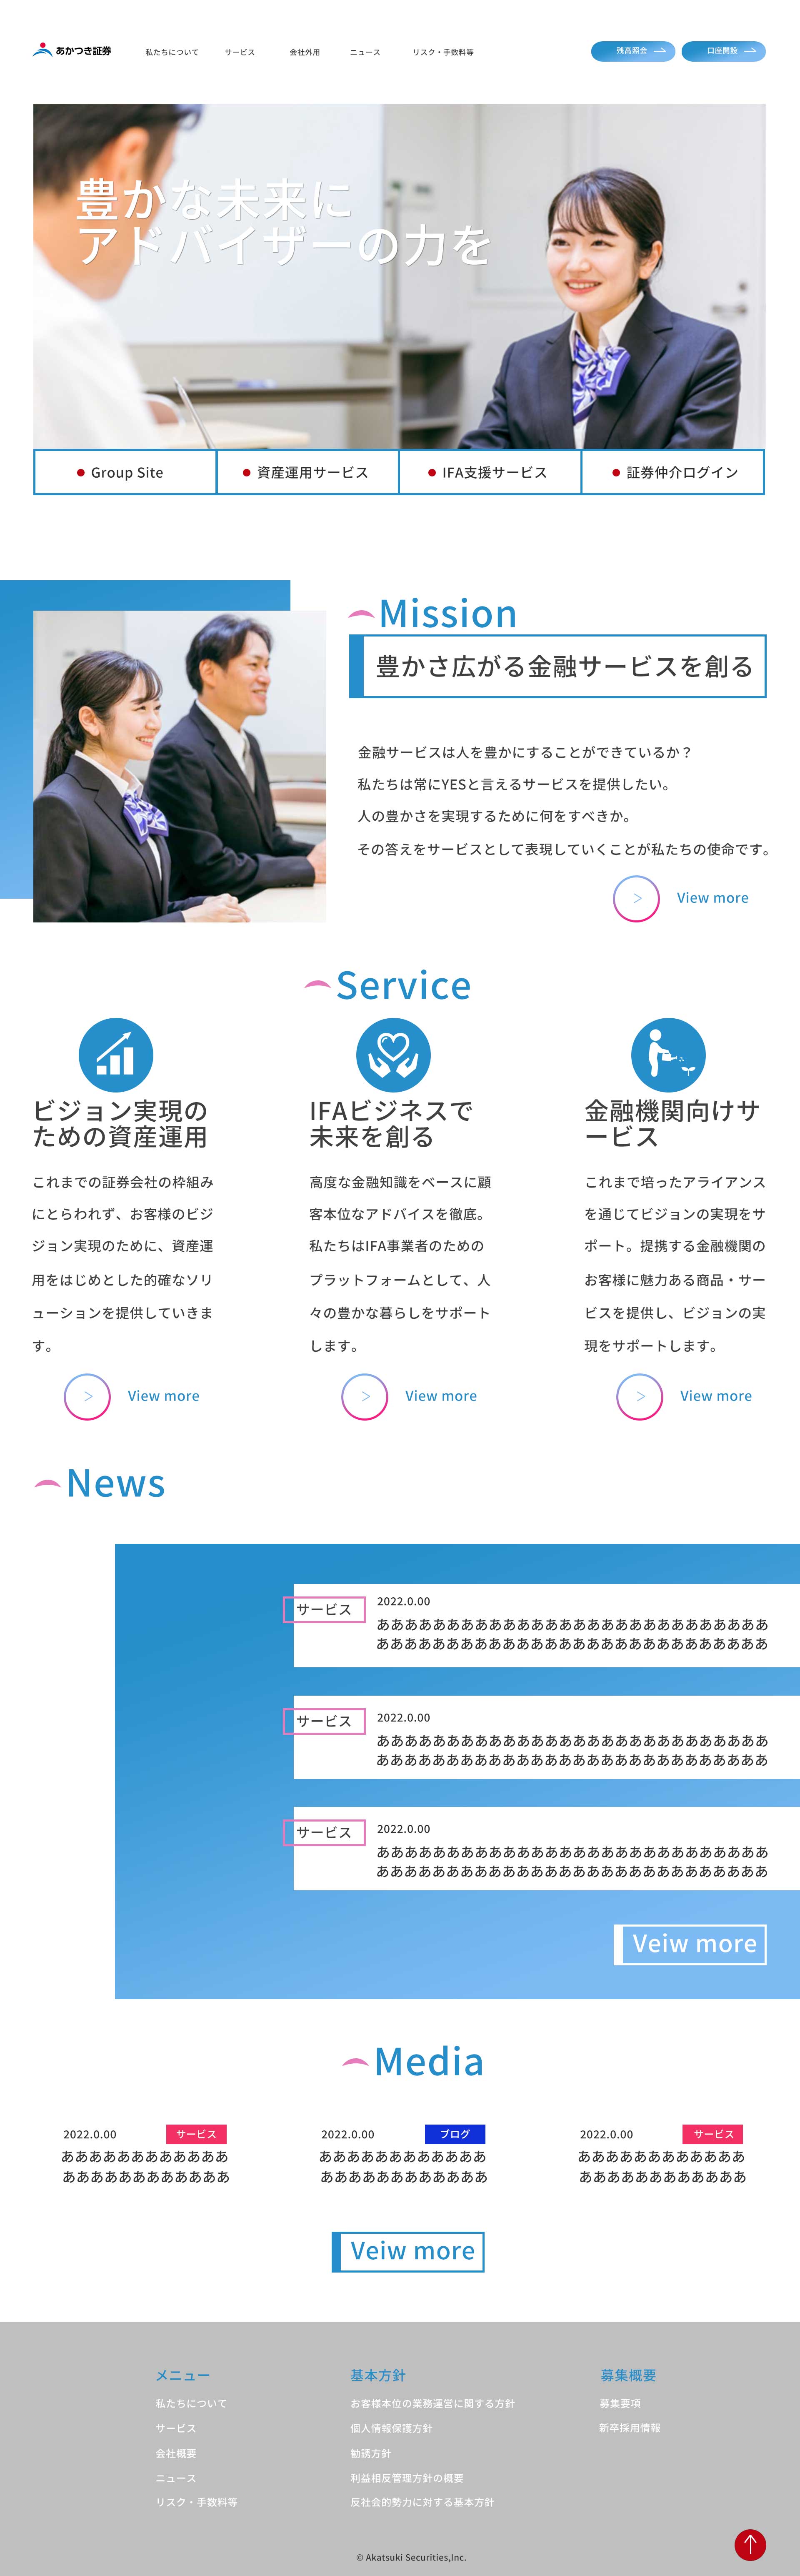 あかつき証券
私たちについて
サービス
会社外用
ニュース
リスク・手数料等
残高照会
口座開設
豊かな未来に
アドバイザーの力を
Group Site
資産運用サービス
IFA支援サービス
証券仲介ログイン
Mission
豊かさ広がる金融サービスを創る
金融サービスは人を豊かにすることができているか？
私たちは常にYESと言えるサービスを提供したい。
人の豊かさを実現するために何をすべきか。
その答えをサービスとして表現していくことが私たちの使命です。
View more
Service
ビジョン実現の
ための資産運用
これまでの証券会社の枠組み
にとらわれず、お客様のビジ
ジョン実現のために、資産運
用をはじめとした的確なソリ
ューションを提供していきま
す。
View more
IFAビジネスで
未来を創る
高度な金融知識をベースに顧
客本位なアドバイスを徹底。
私たちはIFA事業者のための
プラットフォームとして、人
々の豊かな暮らしをサポート
します。
View more
金融機関向けサ
ービス
これまで培ったアライアンス
を通じてビジョンの実現をサ
ポート。提携する金融機関の
お客様に魅力ある商品・サー
ビスを提供し、ビジョンの実
現をサポートします。
View more
News
サービス
2022.0.00
ああああああああああああああああああああああああああああ
ああああああああああああああああああああああああああああ
サービス
2022.0.00
ああああああああああああああああああああああああああああ
ああああああああああああああああああああああああああああ
サービス
2022.0.00
ああああああああああああああああああああああああああああ
ああああああああああああああああああああああああああああ
Veiw more
Media
2022.0.00
サービス
ああああああああああああ
ああああああああああああ
2022.0.00
ブログ
ああああああああああああ
ああああああああああああ
2022.0.00
サービス
ああああああああああああ
ああああああああああああ
Veiw more
メニュー
私たちについて
サービス
会社概要
ニュース
リスク・手数料等
基本方針
お客様本位の業務運営に関する方針
個人情報保護方針
勧誘方針
利益相反管理方針の概要
反社会的勢力に対する基本方針
募集概要
募集要項
新卒採用情報
© Akatsuki Securities,Inc.